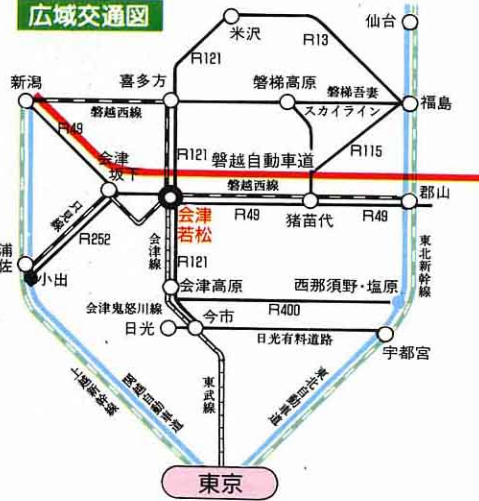 広域交通図
仙台
米沢
R13
R121
新潟
喜多方
磐梯高原
磐梯吾妻
スカイライン
福島
磐越西線
R49
会津
坂下
R121
磐越自動車道
R115
磐越西線
郡山
会津
若松
R49
猪苗代
R49
只見線
R252
会津線
R121
東北新幹線
浦佐
小出
会津高原
西那須野・塩原
R400
会津鬼怒川線
日光
今市
日光有料道路
宇都宮
上越新幹線
関越自動車道
東武線
東北自動車道
東京